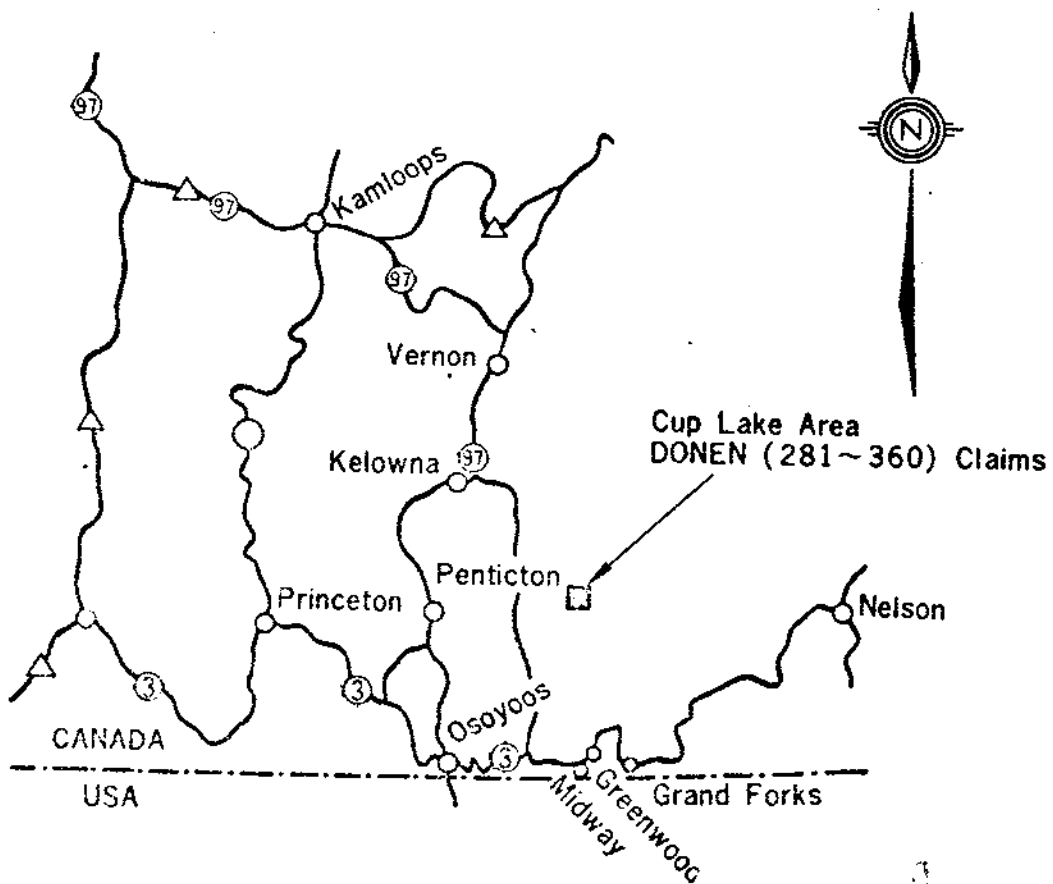 97
N
Kamloops
97
97
Vernon
Cup Lake Area
DONEN (281~360) Claims
Kelowna
97
Penticton
Princeton
Nelson
3
3
Osoyoos
CANADA
3
USA
Midway
Greenwood
Grand Forks